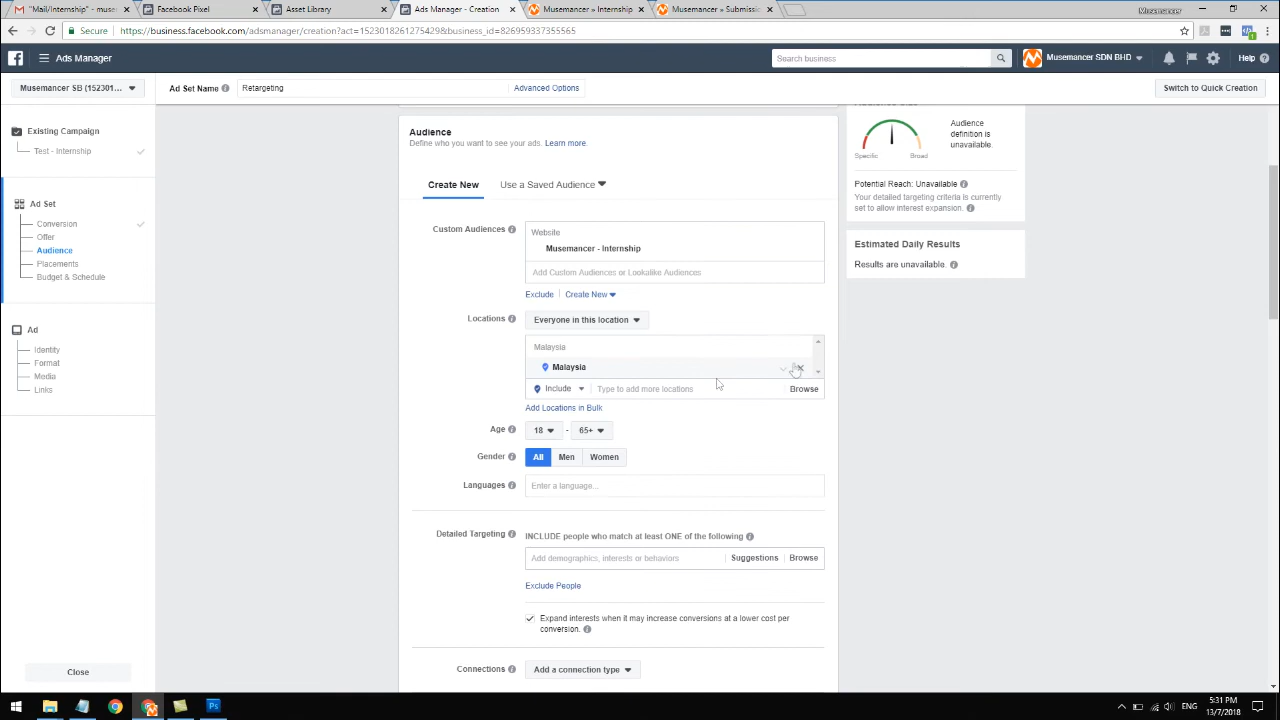 "Mail/Internship" - muse
Facebook Pixel
Asset Library
Ads Manager - Creation
Musemancer » Internship
Musemancer » Submissic
Musemancer
Secure
https://business.facebook.com/adsmanager/creation?act=1523018261275429&business_id=826959337355565
Ads Manager
Search business
Musemancer SDN BHD
Help
Musemancer SB (152301...
Ad Set Name
Retargeting
Advanced Options
Switch to Quick Creation
Existing Campaign
Test - Internship
Ad Set
Conversion
Offer
Audience
Placements
Budget & Schedule
Ad
Identity
Format
Media
Links
Close
Audience
Define who you want to see your ads. Learn more.
Create New
Use a Saved Audience
Custom Audiences
Website
Musemancer - Internship
Add Custom Audiences or Lookalike Audiences
Exclude
Create New
Locations
Everyone in this location
Malaysia
Malaysia
Include
Type to add more locations
Browse
Add Locations in Bulk
Age
18
-
65+
Gender
All
Men
Women
Languages
Enter a language...
Detailed Targeting
INCLUDE people who match at least ONE of the following
Add demographics, interests or behaviors
Suggestions
Browse
Exclude People
Expand interests when it may increase conversions at a lower cost per
conversion.
Connections
Add a connection type
Specific
Broad
Audience
definition is
unavailable.
Potential Reach: Unavailable
Your detailed targeting criteria is currently
set to allow interest expansion.
Estimated Daily Results
Results are unavailable.
ENG
5:31 PM
13/7/2018